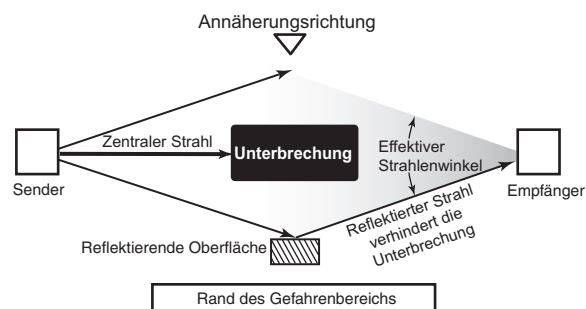 Annäherungsrichtung
Zentraler Strahl
Unterbrechung
Effektiver
Strahlenwinkel
Sender
Empfänger
Reflektierter Strahl
verhindert die
Unterbrechung
Reflektierende Oberfläche
Rand des Gefahrenbereichs